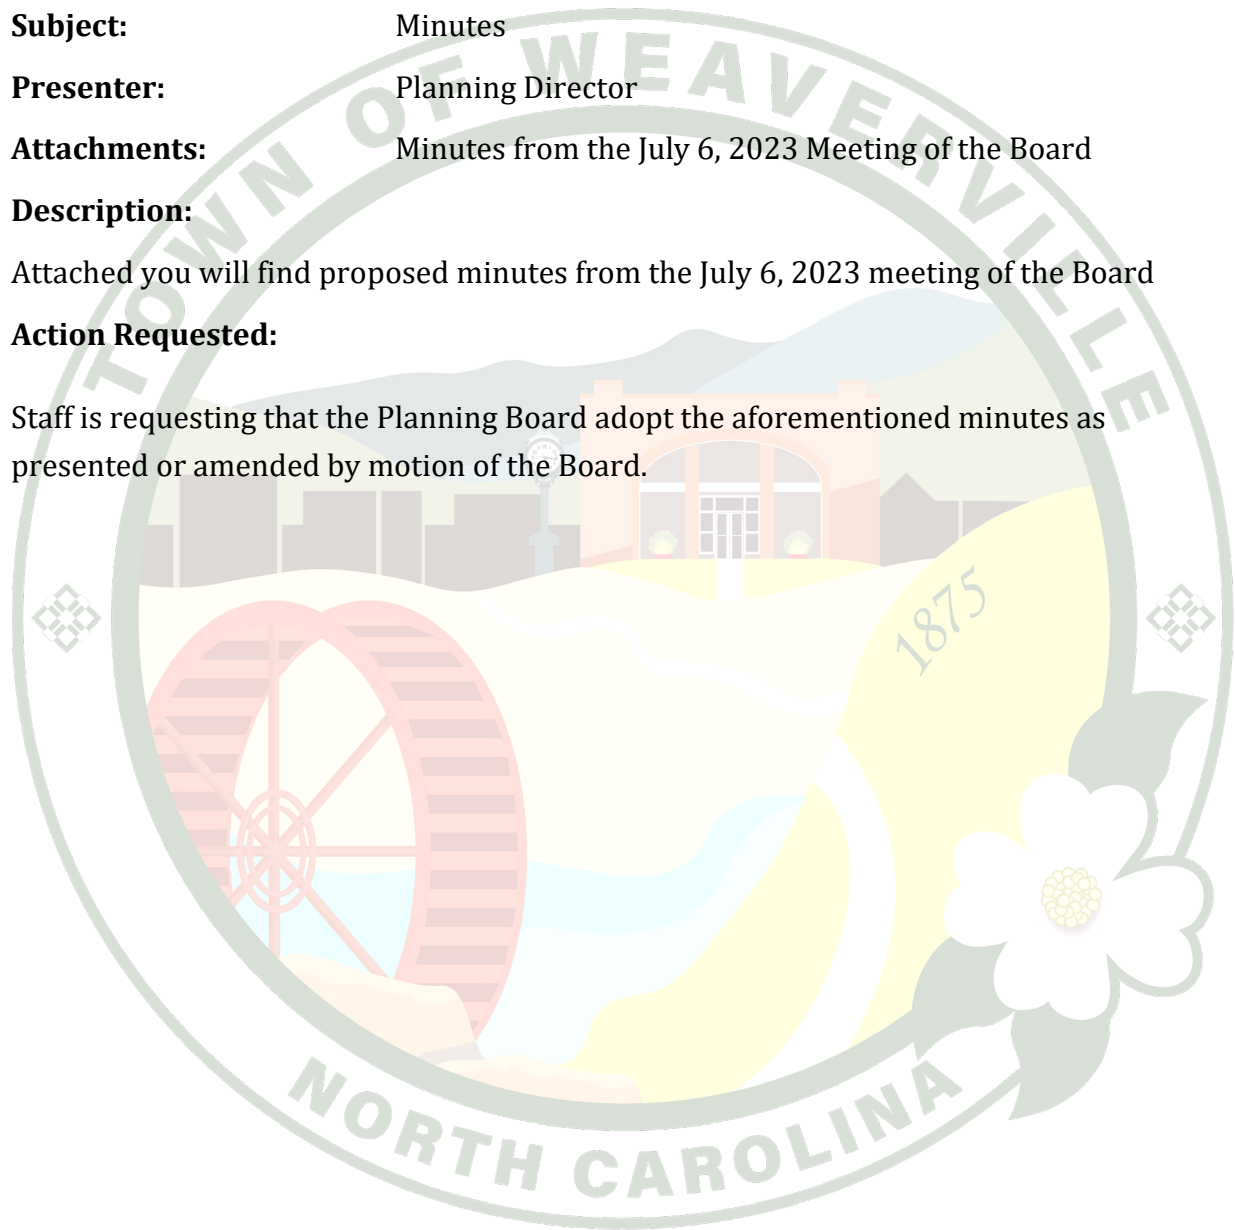 Subject: Minutes
Presenter: Planning Director
Attachments: Minutes from the July 6, 2023 Meeting of the Board
Description:
Attached you will find proposed minutes from the July 6, 2023 meeting of the Board
Action Requested:
Staff is requesting that the Planning Board adopt the aforementioned minutes as
presented or amended by motion of the Board.
TOWN OF WEAVERVILLE
1875
NORTH CAROLINA